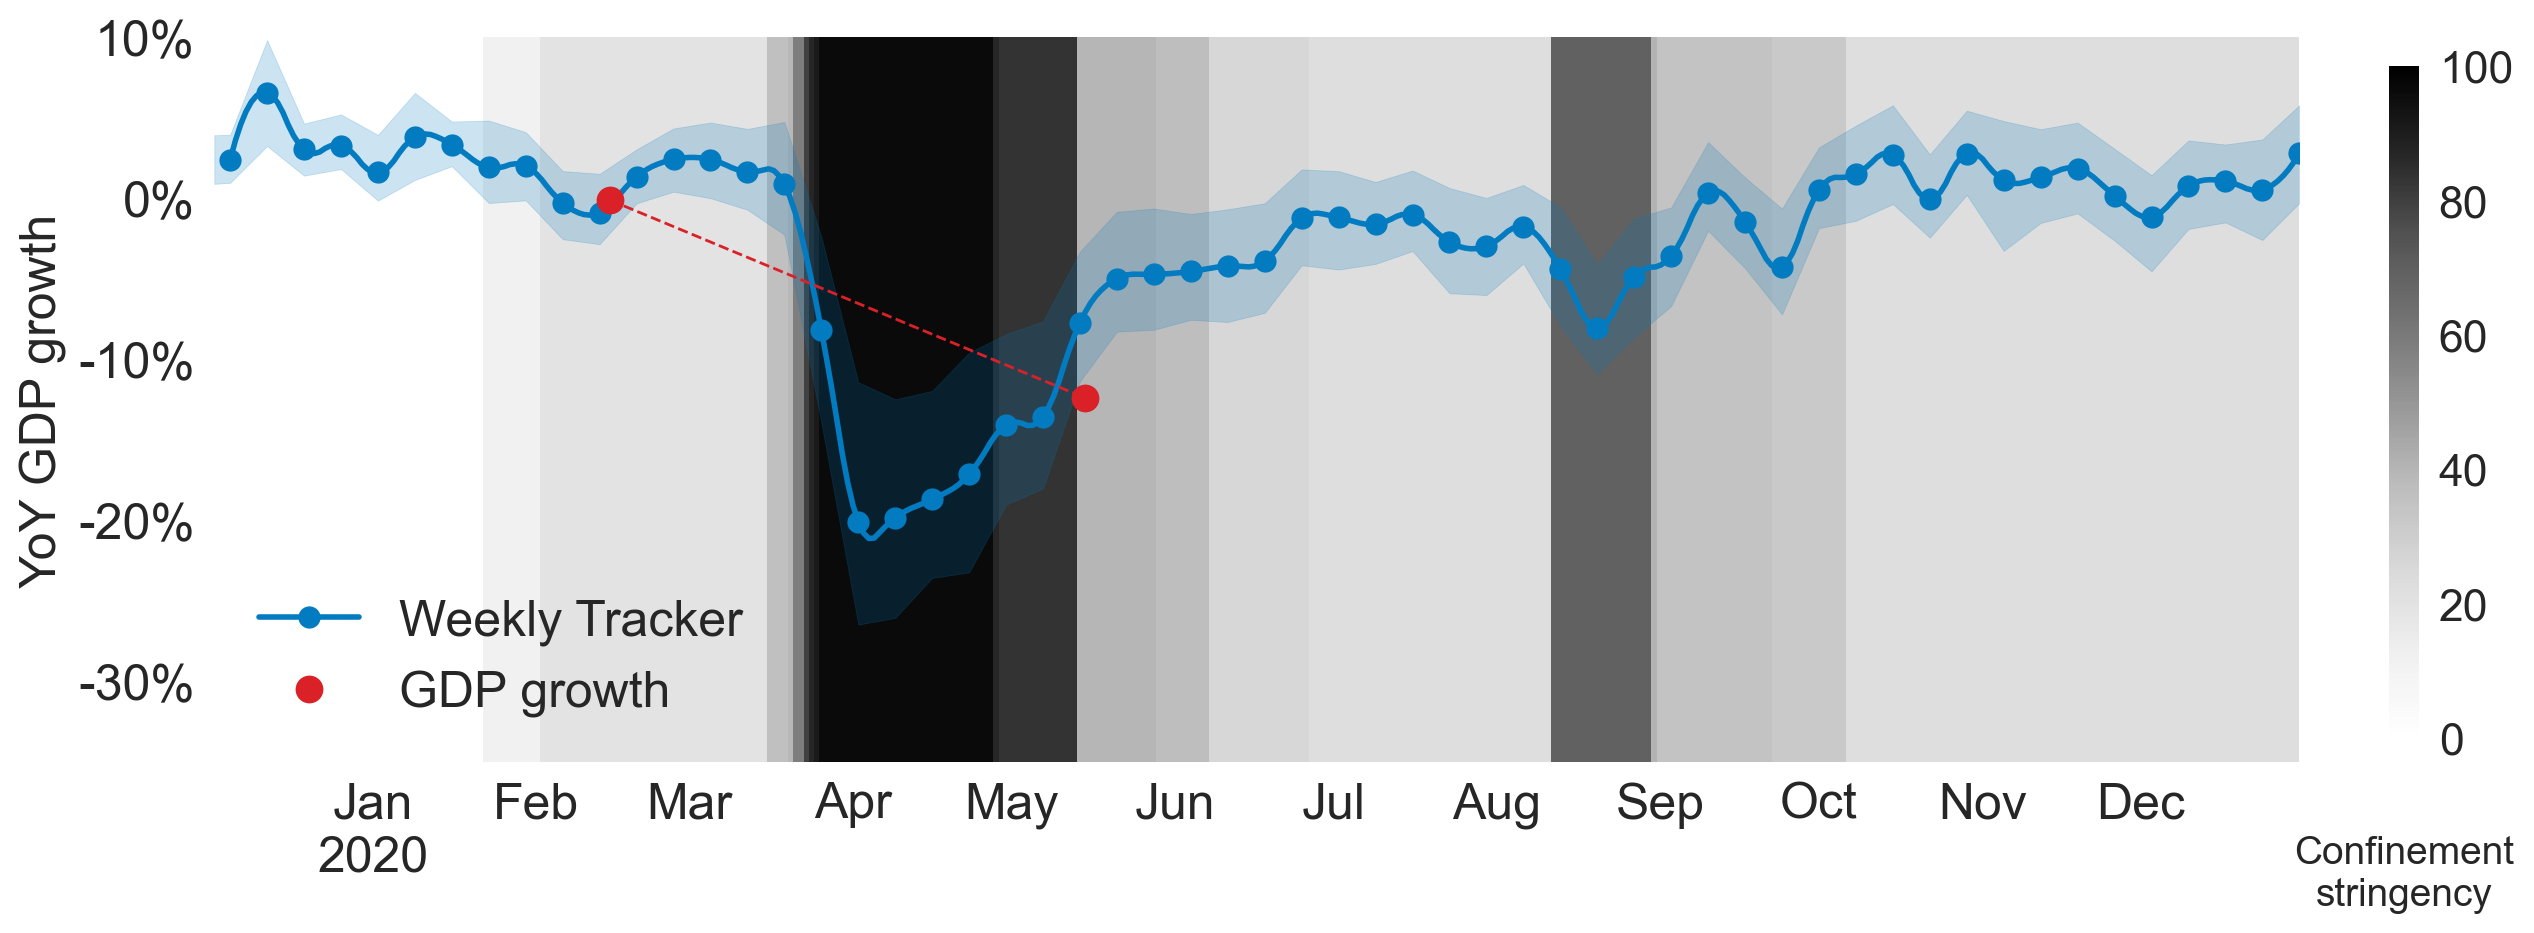 10%
0%
-10%
-20%
-30%
YoY GDP growth
Weekly Tracker
GDP growth
Jan
2020
Feb
Mar
Apr
May
Jun
Jul
Aug
Sep
Oct
Nov
Dec
100
80
60
40
20
0
Confinement
stringency